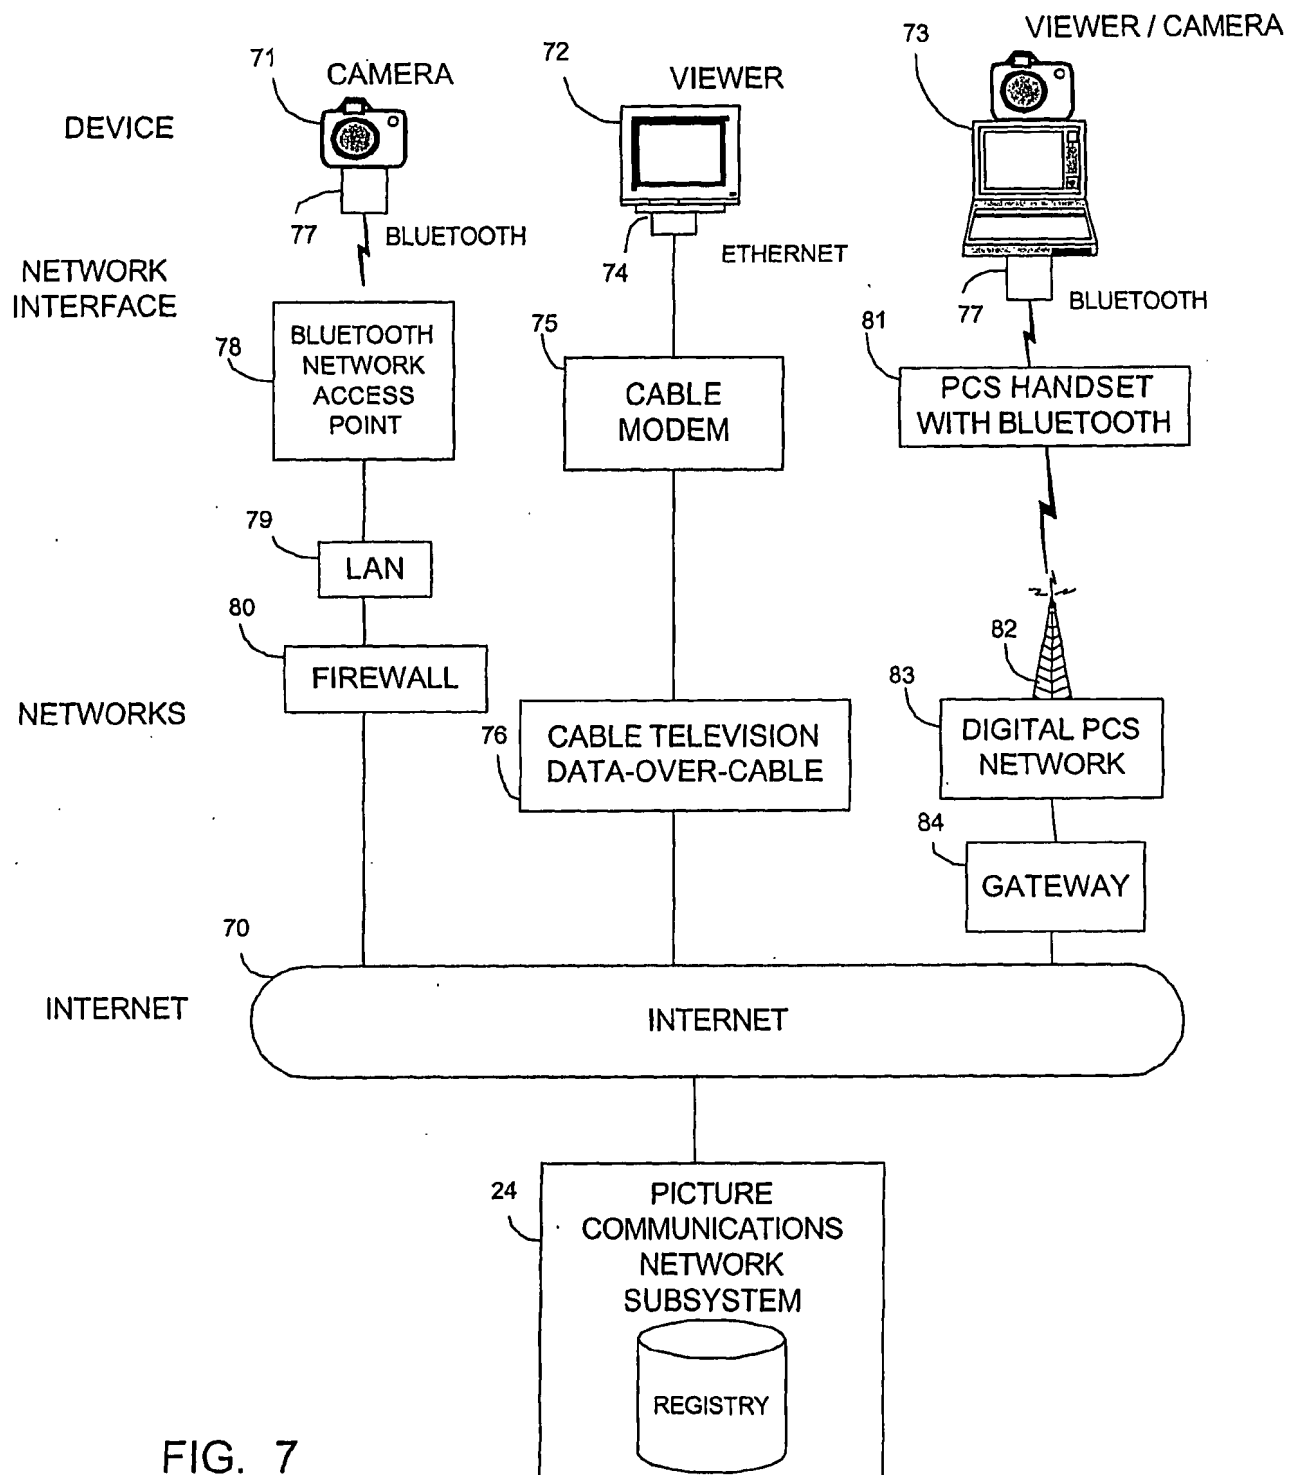 VIEWER / CAMERA
73
71
72
CAMERA
VIEWER
DEVICE
77
BLUETOOTH
74
ETHERNET
NETWORK
INTERFACE
77
BLUETOOTH
78
BLUETOOTH
NETWORK
ACCESS
POINT
75
CABLE
MODEM
81
PCS HANDSET
WITH BLUETOOTH
79
LAN
80
FIREWALL
82
83
NETWORKS
76
CABLE TELEVISION
DATA-OVER-CABLE
DIGITAL PCS
NETWORK
84
GATEWAY
70
INTERNET
INTERNET
24
PICTURE
COMMUNICATIONS
NETWORK
SUBSYSTEM
REGISTRY
FIG. 7